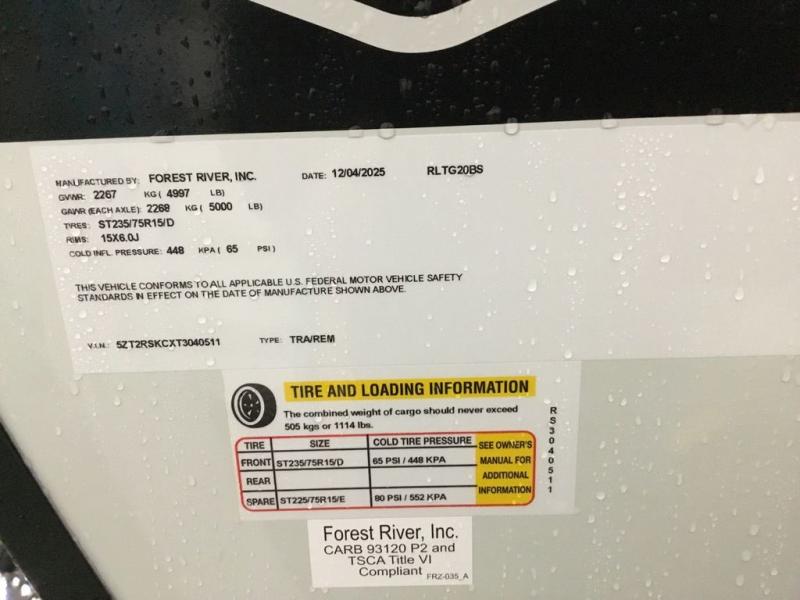 MANUFACTURED BY: FOREST RIVER, INC. DATE: 12/04/2025 RLTG20BS
GVWR: 2267 KG ( 4997 LB)
GAWR (EACH AXLE): 2268 KG ( 5000 LB)
TIRES: ST235/75R15/D
RIMS: 15X6.0J
COLD INFL. PRESSURE: 448 KPA ( 65 PSI )
THIS VEHICLE CONFORMS TO ALL APPLICABLE U.S. FEDERAL MOTOR VEHICLE SAFETY
STANDARDS IN EFFECT ON THE DATE OF MANUFACTURE SHOWN ABOVE.
V.I.N.: 5ZT2RSKCXT3040511 TYPE: TRA/REM
TIRE AND LOADING INFORMATION
The combined weight of cargo should never exceed
505 kgs or 1114 lbs.
TIRE SIZE COLD TIRE PRESSURE
FRONT ST235/75R15/D 65 PSI / 448 KPA
REAR
SPARE ST225/75R15/E 80 PSI / 552 KPA
SEE OWNER'S
MANUAL FOR
ADDITIONAL
INFORMATION
RS3040511
Forest River, Inc.
CARB 93120 P2 and
TSCA Title VI
Compliant FRZ-035_A